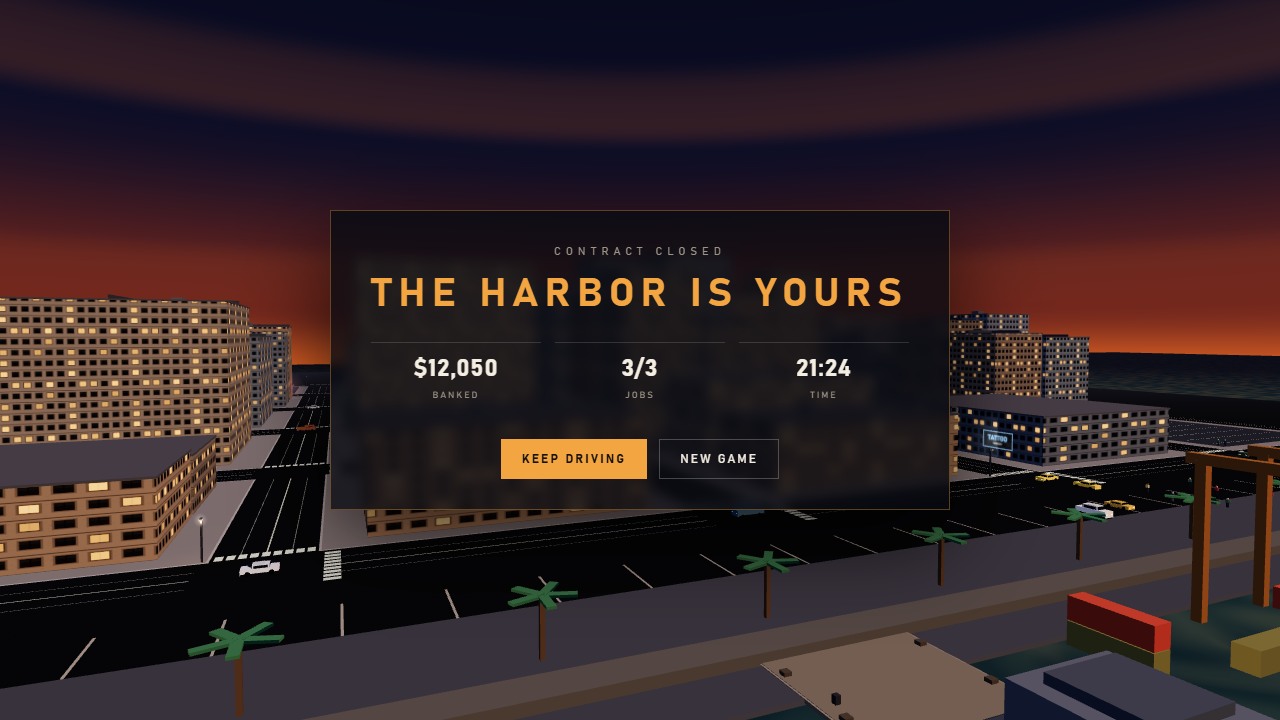 CONTRACT CLOSED
THE HARBOR IS YOURS
$12,050 3/3 21:24
BANKED JOBS TIME
KEEP DRIVING NEW GAME
TATTOO